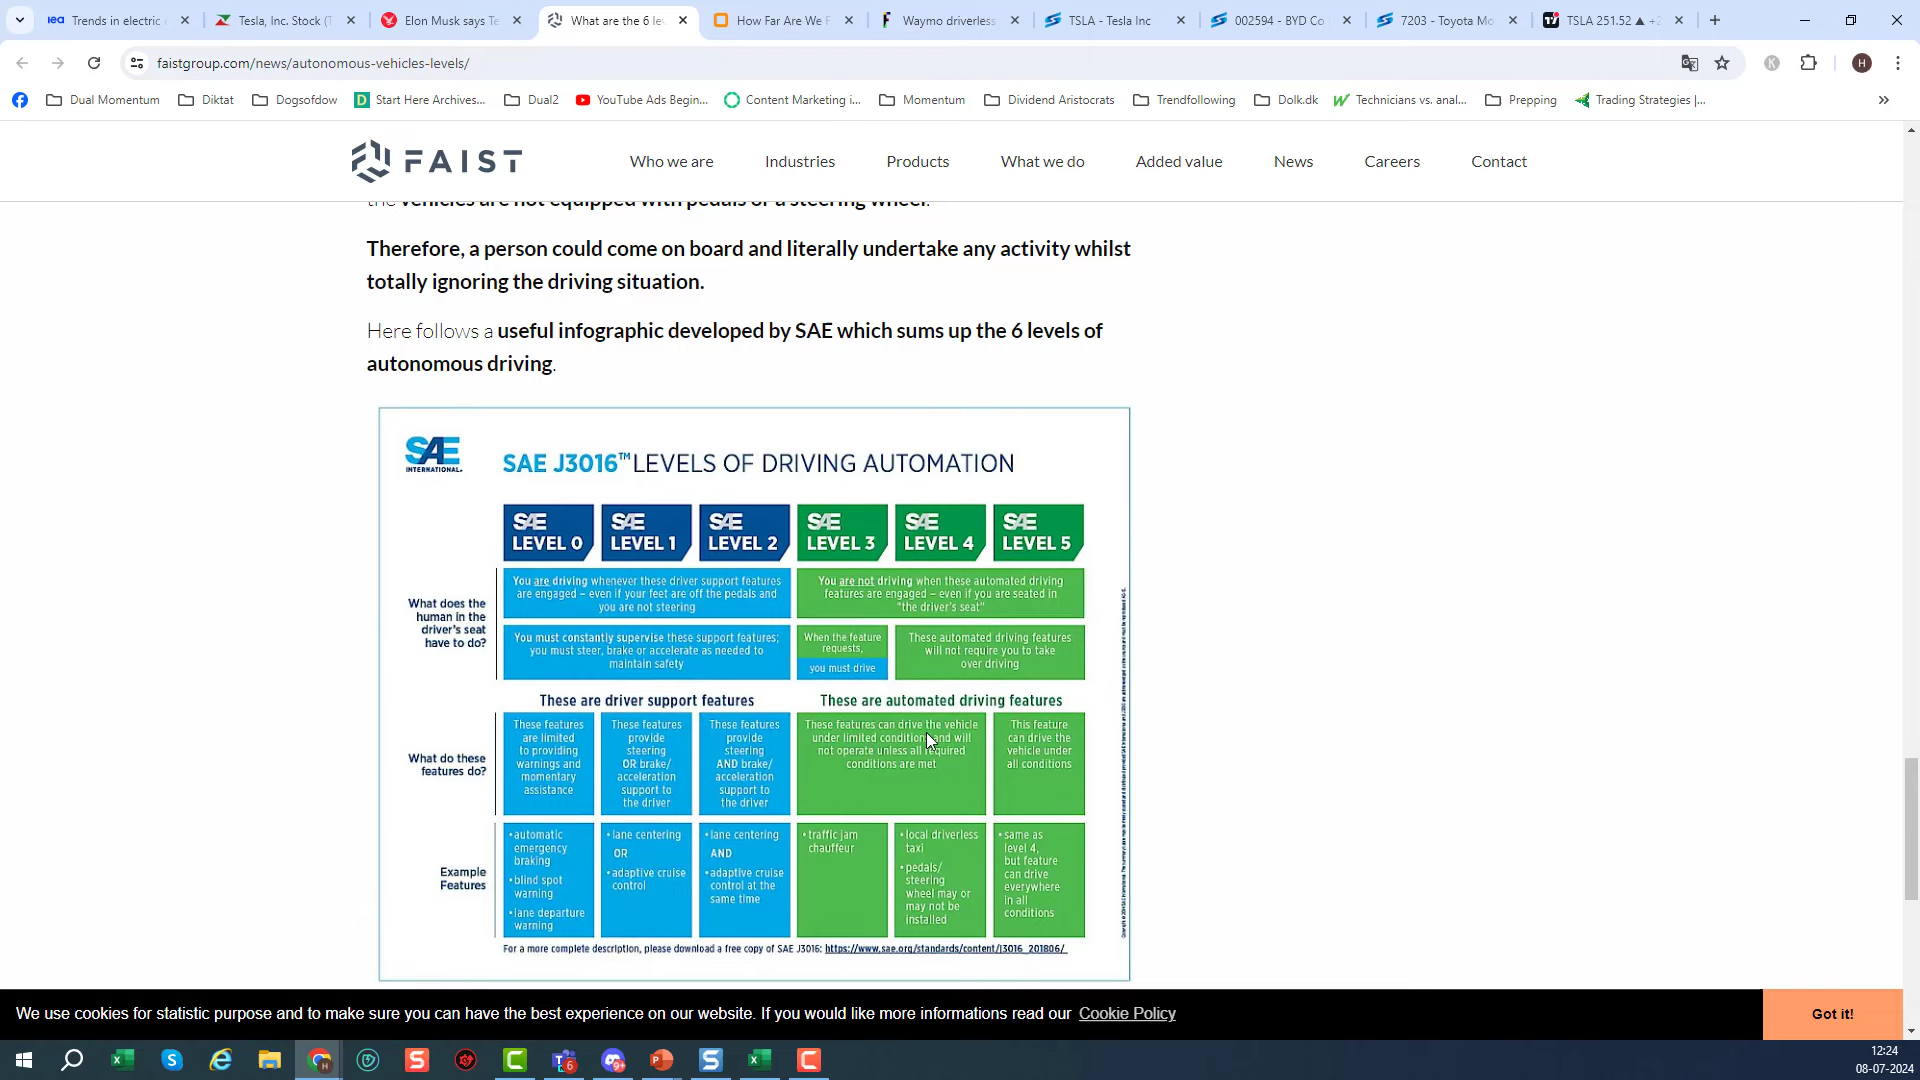 Trends in electric
Tesla, Inc. Stock (T
Elon Musk says Te
What are the 6 le
How Far Are We F
Waymo driverless
TSLA - Tesla Inc
002594 - BYD Co
7203 - Toyota Mo
TSLA 251.52 ▲ +2
faistgroup.com/news/autonomous-vehicles-levels/
H
Dual Momentum
Diktat
Dogsofdow
Start Here Archives...
Dual2
YouTube Ads Begin...
Content Marketing i...
Momentum
Dividend Aristocrats
Trendfollowing
Dolk.dk
Technicians vs. anal...
Prepping
Trading Strategies |...
FAIST
Who we are
Industries
Products
What we do
Added value
News
Careers
Contact
the vehicles are not equipped with pedals or a steering wheel.
Therefore, a person could come on board and literally undertake any activity whilst
totally ignoring the driving situation.
Here follows a useful infographic developed by SAE which sums up the 6 levels of
autonomous driving.
SAE
INTERNATIONAL.
SAE J3016™ LEVELS OF DRIVING AUTOMATION
SAE
LEVEL 0
SAE
LEVEL 1
SAE
LEVEL 2
SAE
LEVEL 3
SAE
LEVEL 4
SAE
LEVEL 5
What does the
human in the
driver's seat
have to do?
You are driving whenever these driver support features
are engaged – even if your feet are off the pedals and
you are not steering
You are not driving when these automated driving
features are engaged – even if you are seated in
"the driver's seat"
You must constantly supervise these support features;
you must steer, brake or accelerate as needed to
maintain safety
When the feature
requests,
you must drive
These automated driving features
will not require you to take
over driving
These are driver support features
These are automated driving features
What do these
features do?
These features
are limited
to providing
warnings and
momentary
assistance
These features
provide
steering
OR brake/
acceleration
support to
the driver
These features
provide
steering
AND brake/
acceleration
support to
the driver
These features can drive the vehicle
under limited conditions and will
not operate unless all required
conditions are met
This feature
can drive the
vehicle under
all conditions
Example
Features
•automatic
emergency
braking
•blind spot
warning
•lane departure
warning
•lane centering
OR
•adaptive cruise
control
•lane centering
AND
•adaptive cruise
control at the
same time
•traffic jam
chauffeur
•local driverless
taxi
•pedals/
steering
wheel may or
may not be
installed
•same as
level 4,
but feature
can drive
everywhere
in all
conditions
For a more complete description, please download a free copy of SAE J3016: https://www.sae.org/standards/content/J3016_201806/
We use cookies for statistic purpose and to make sure you can have the best experience on our website. If you would like more informations read our Cookie Policy
Got it!
12:24
08-07-2024